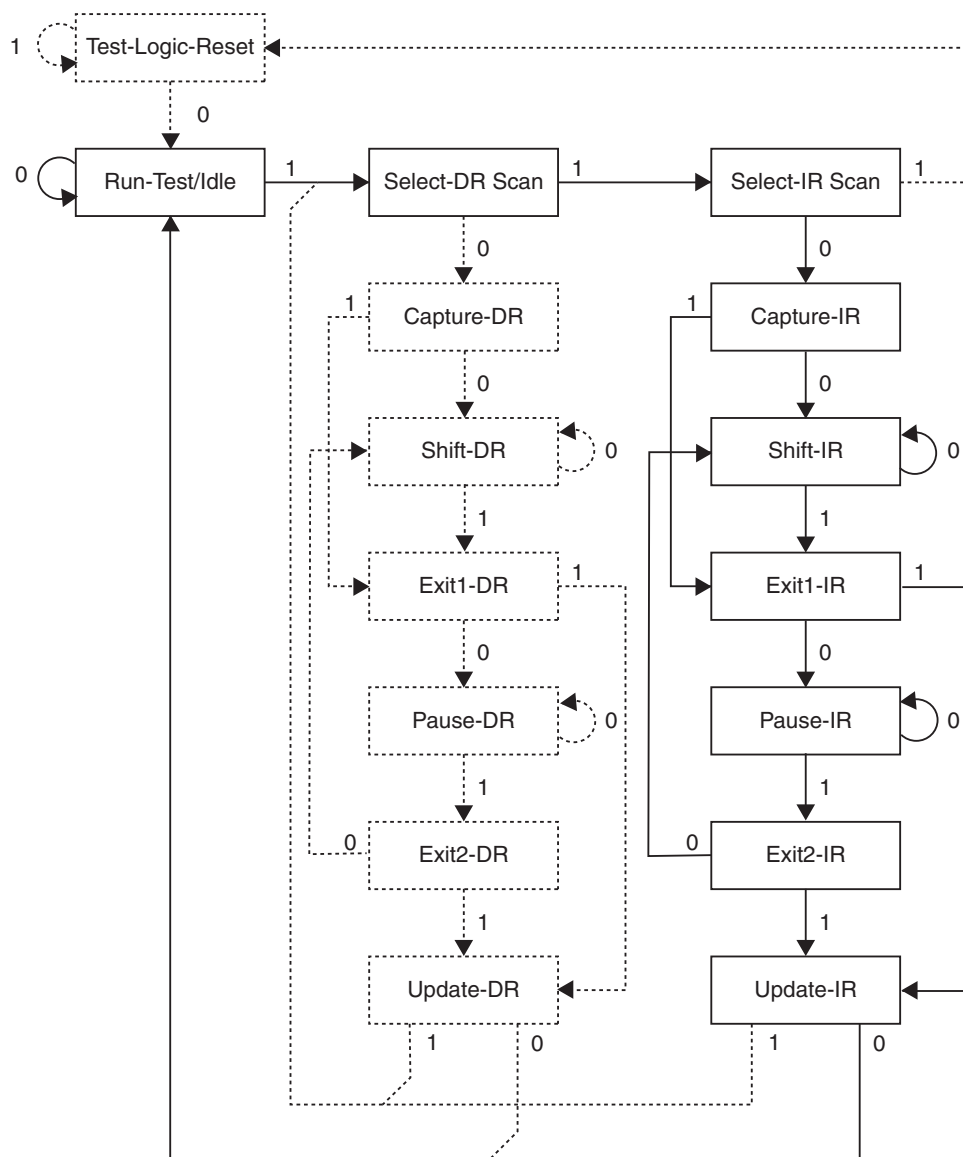 1
Test-Logic-Reset
0
0
Run-Test/Idle
1
Select-DR Scan
1
Select-IR Scan
1
0
0
1
Capture-DR
1
Capture-IR
0
0
Shift-DR
0
Shift-IR
0
1
1
Exit1-DR
1
Exit1-IR
1
0
0
Pause-DR
0
Pause-IR
0
1
1
0
Exit2-DR
0
Exit2-IR
1
1
Update-DR
Update-IR
1
0
1
0